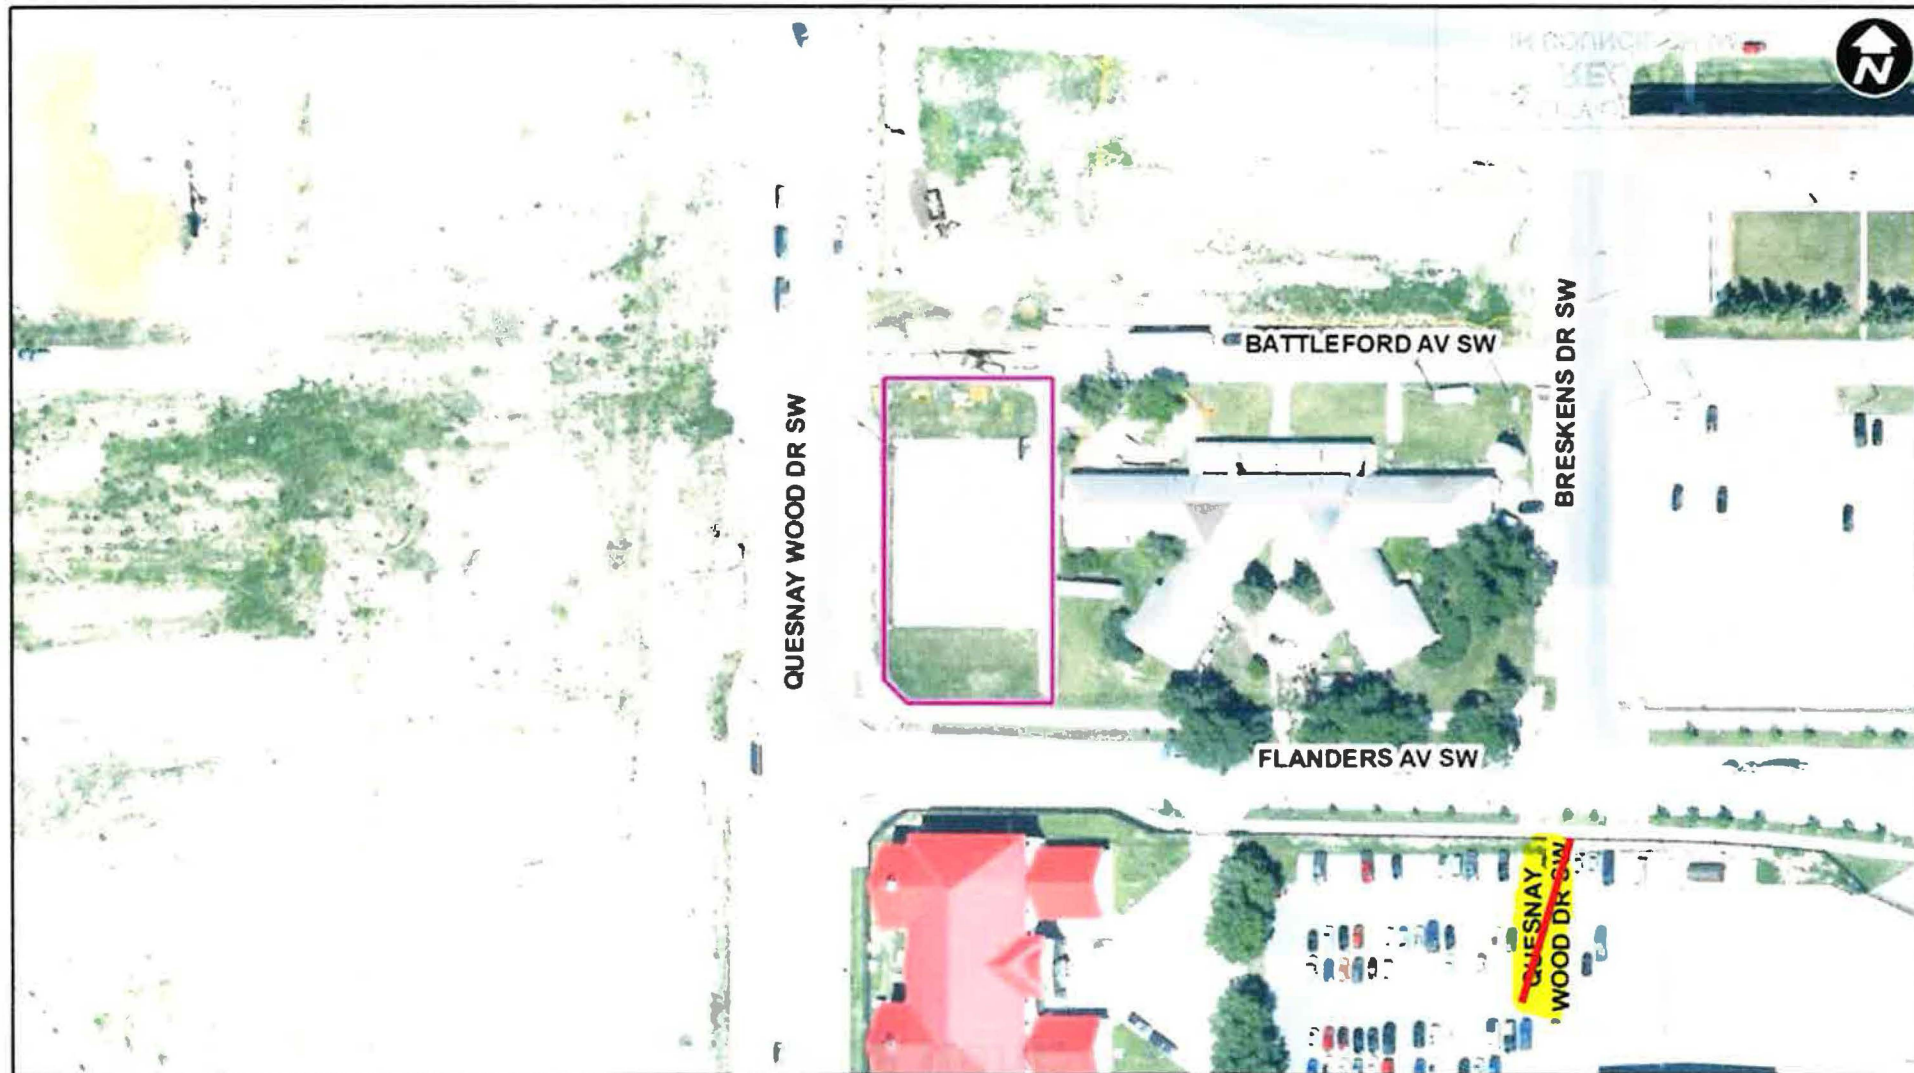 N
BATTLEFORD AV SW
BRESKENS DR SW
QUESNAY WOOD DR SW
FLANDERS AV SW
QUESNAY
WOOD DR SW